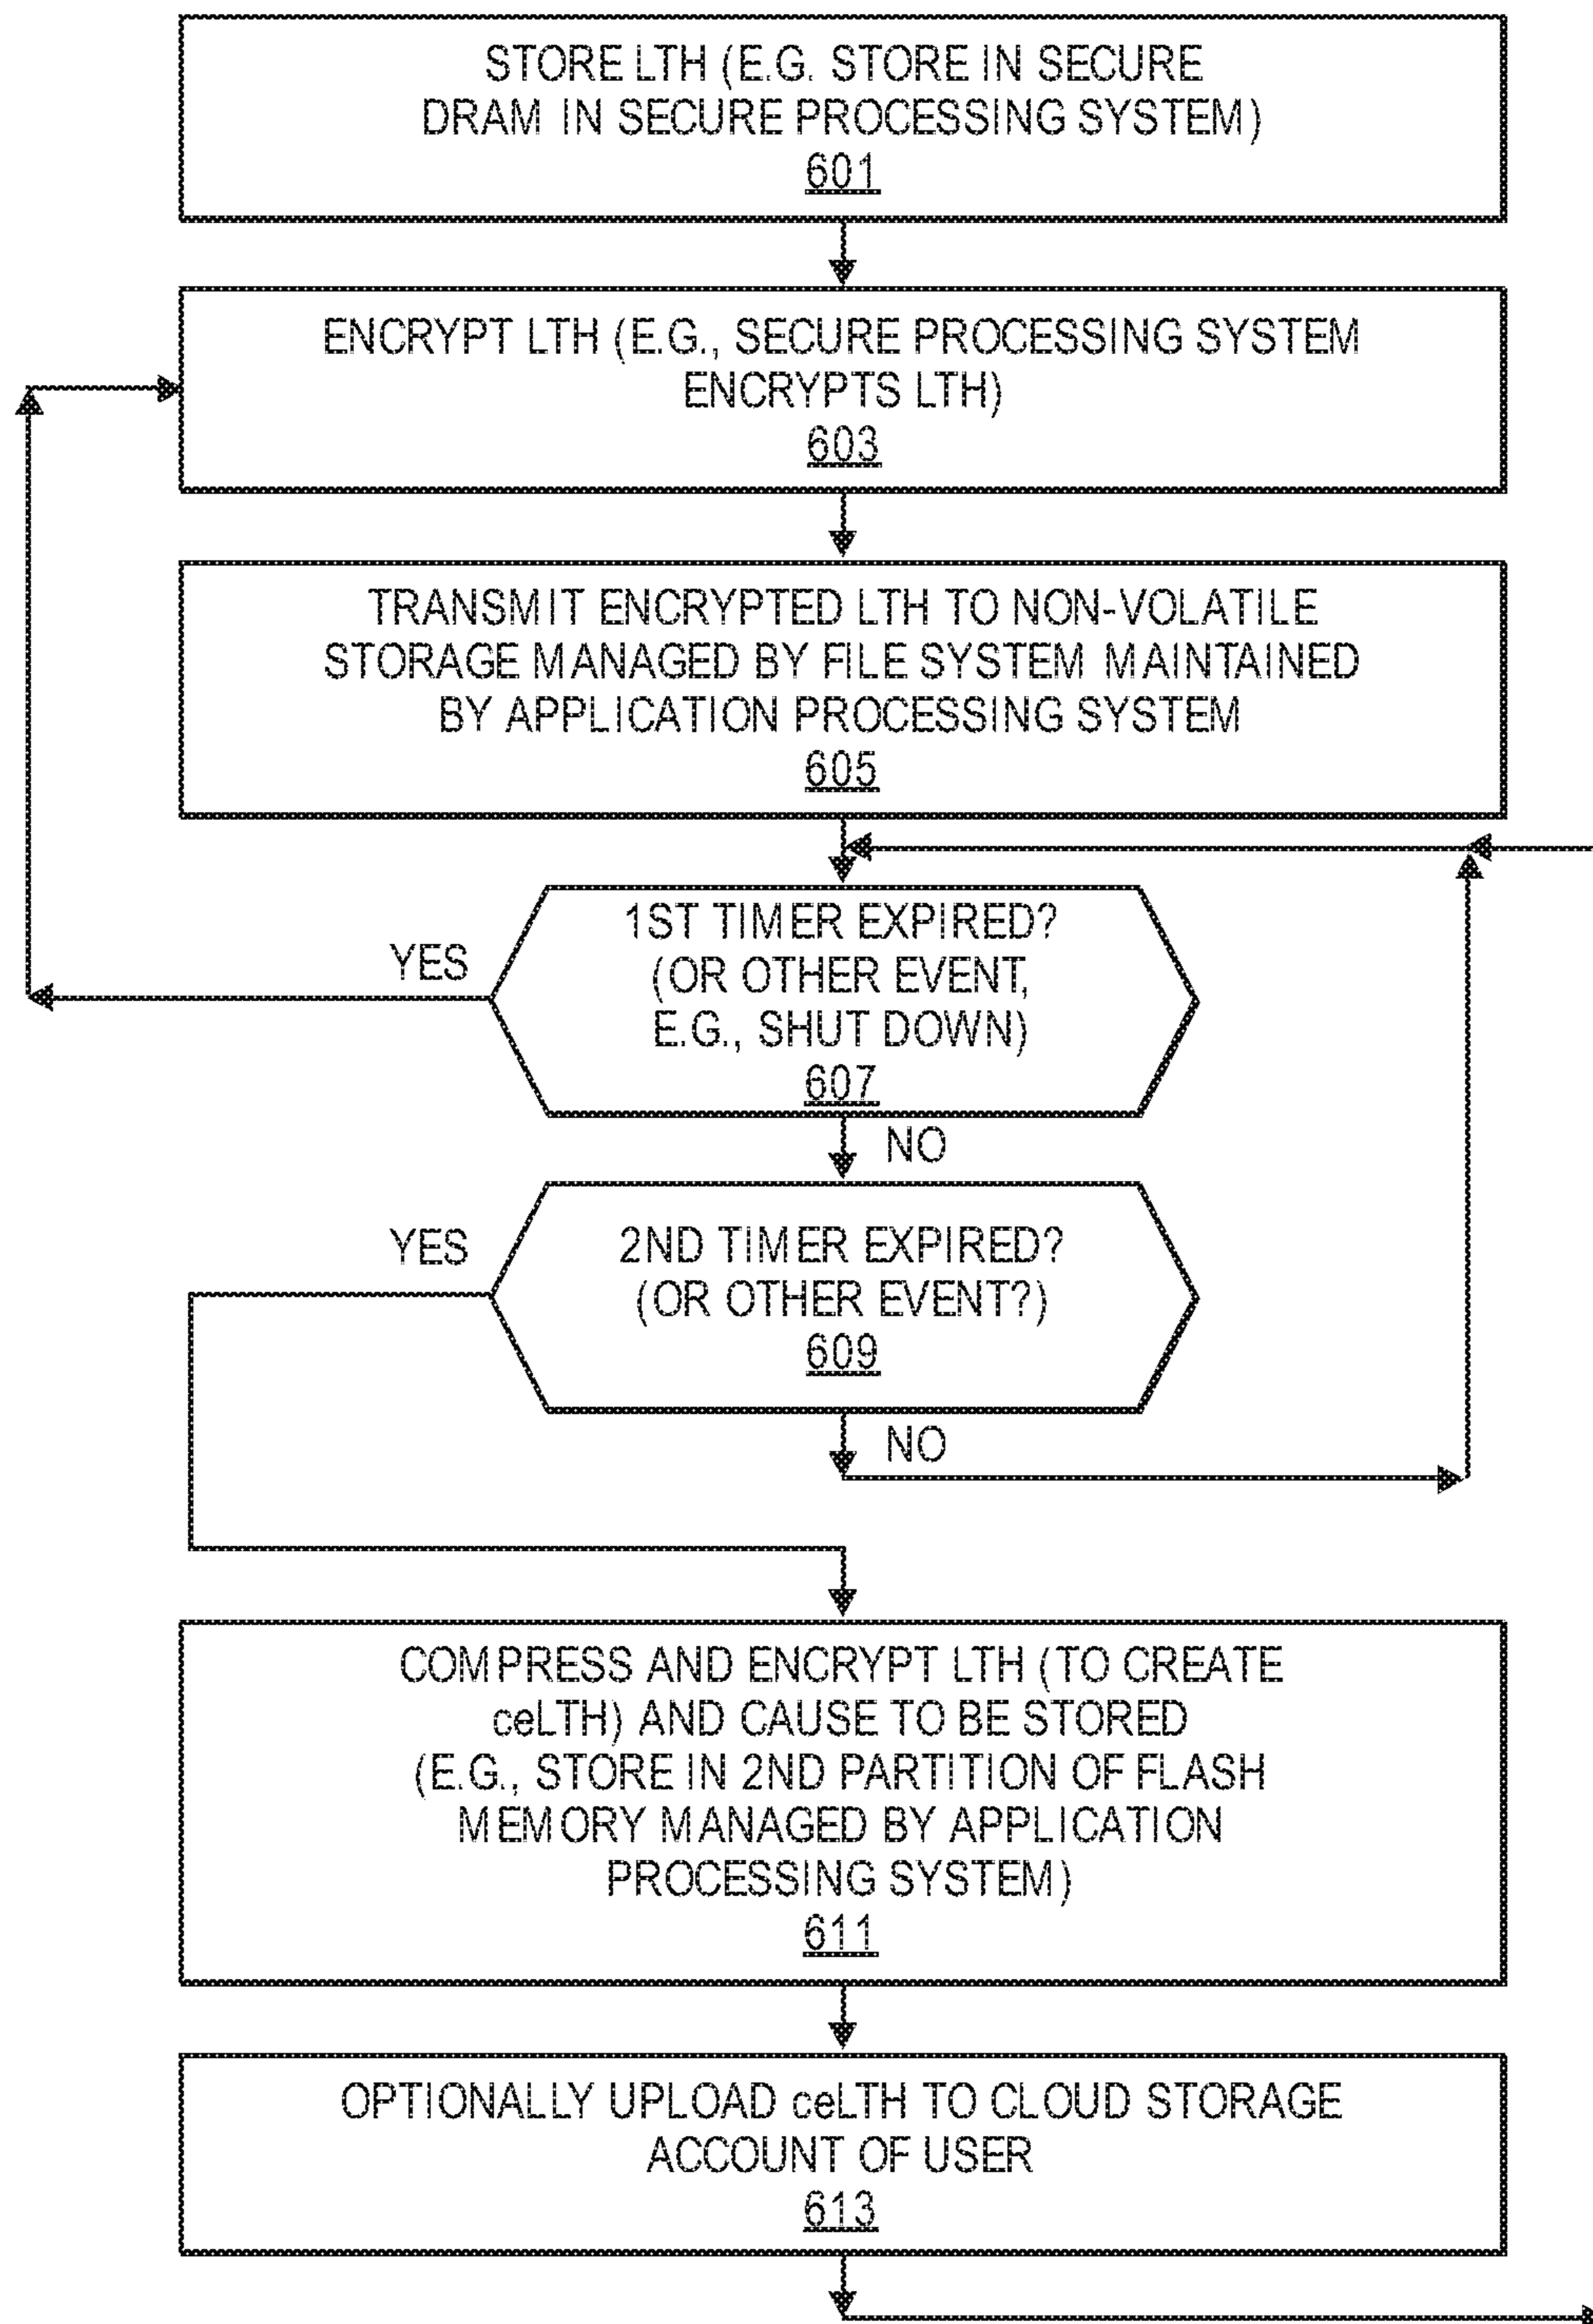 STORE LTH (E.G. STORE IN SECURE
DRAM IN SECURE PROCESSING SYSTEM)
601
ENCRYPT LTH (E.G., SECURE PROCESSING SYSTEM
ENCRYPTS LTH)
603
TRANSMIT ENCRYPTED LTH TO NON-VOLATILE
STORAGE MANAGED BY FILE SYSTEM MAINTAINED
BY APPLICATION PROCESSING SYSTEM
605
1ST TIMER EXPIRED?
(OR OTHER EVENT,
E.G., SHUT DOWN)
607
YES
NO
2ND TIMER EXPIRED?
(OR OTHER EVENT?)
609
YES
NO
COMPRESS AND ENCRYPT LTH (TO CREATE
ceLTH) AND CAUSE TO BE STORED
(E.G., STORE IN 2ND PARTITION OF FLASH
MEMORY MANAGED BY APPLICATION
PROCESSING SYSTEM)
611
OPTIONALLY UPLOAD ceLTH TO CLOUD STORAGE
ACCOUNT OF USER
613